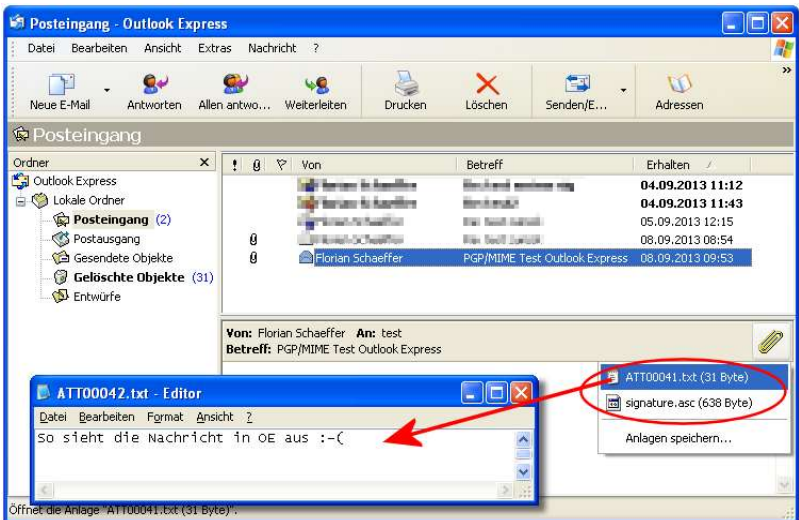 Posteingang - Outlook Express
Datei Bearbeiten Ansicht Extras Nachricht ?
Neue E-Mail Antworten Allen antwo... Weiterleiten Drucken Löschen Senden/E... Adressen »
Posteingang
Ordner × ! Von Betreff Erhalten
Outlook Express 04.09.2013 11:12
Lokale Ordner 04.09.2013 11:43
Posteingang (2) 05.09.2013 12:15
Postausgang 08.09.2013 08:54
Gesendete Objekte Florian Schaeffer PGP/MIME Test Outlook Express 08.09.2013 09:53
Gelöschte Objekte (31)
Entwürfe
Von: Florian Schaeffer An: test
Betreff: PGP/MIME Test Outlook Express
ATT00041.txt (31 Byte)
signature.asc (638 Byte)
Anlagen speichern...
ATT00042.txt - Editor
Datei Bearbeiten Format Ansicht ?
So sieht die Nachricht in OE aus :-(
Öffnet die Anlage "ATT00041.txt (31 Byte)".